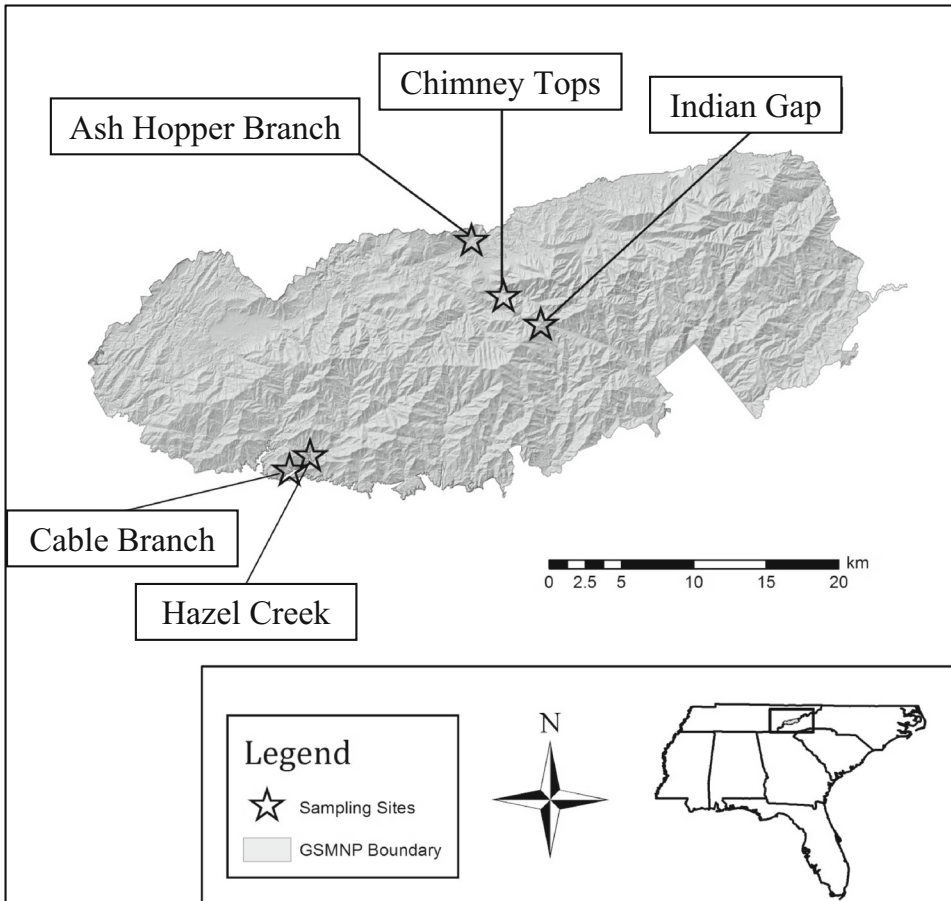 Chimney Tops
Ash Hopper Branch
Indian Gap
Cable Branch
Hazel Creek
km
0 2.5 5 10 15 20
Legend
Sampling Sites
GSMNP Boundary
N